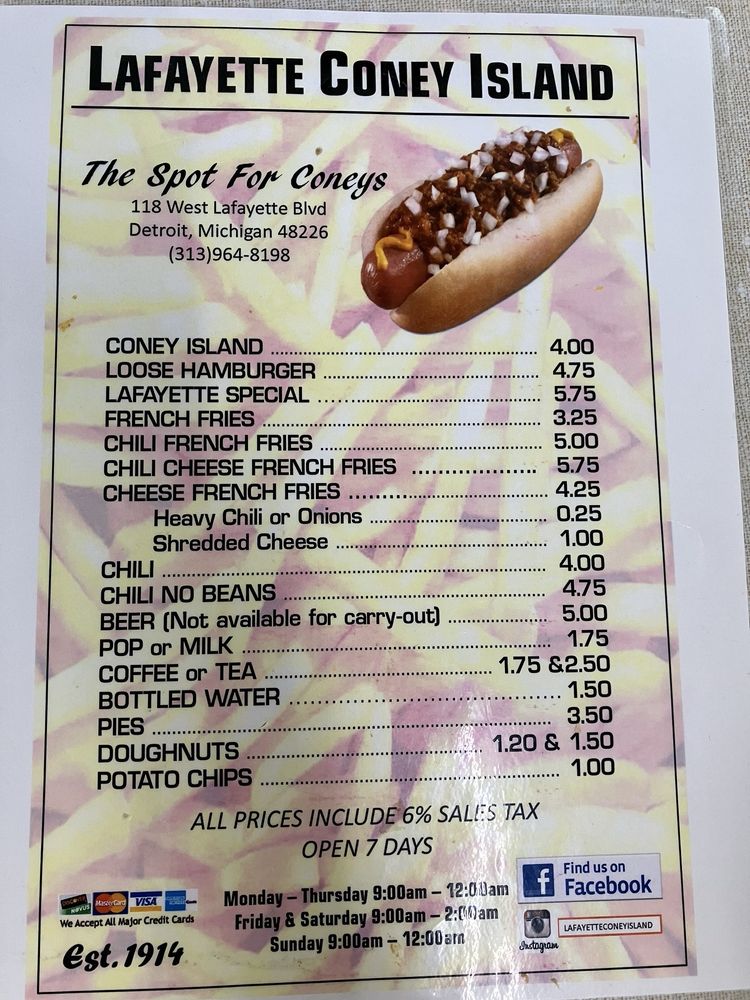 LAFAYETTE CONEY ISLAND
The Spot For Coneys
118 West Lafayette Blvd
Detroit, Michigan 48226
(313)964-8198
CONEY ISLAND 4.00
LOOSE HAMBURGER 4.75
LAFAYETTE SPECIAL 5.75
FRENCH FRIES 3.25
CHILI FRENCH FRIES 5.00
CHILI CHEESE FRENCH FRIES 5.75
CHEESE FRENCH FRIES 4.25
Heavy Chili or Onions 0.25
Shredded Cheese 1.00
CHILI 4.00
CHILI NO BEANS 4.75
BEER (Not available for carry-out) 5.00
POP or MILK 1.75
COFFEE or TEA 1.75 &2.50
BOTTLED WATER 1.50
PIES 3.50
DOUGHNUTS 1.20 & 1.50
POTATO CHIPS 1.00
ALL PRICES INCLUDE 6% SALES TAX
OPEN 7 DAYS
Monday – Thursday 9:00am – 12:00am
Friday & Saturday 9:00am – 2:00am
Sunday 9:00am – 12:00am
DISCOVER NOVUS MasterCard VISA
We Accept All Major Credit Cards
Est. 1914
f Find us on
Facebook
Instagram
LAFAYETTECONEYISLAND